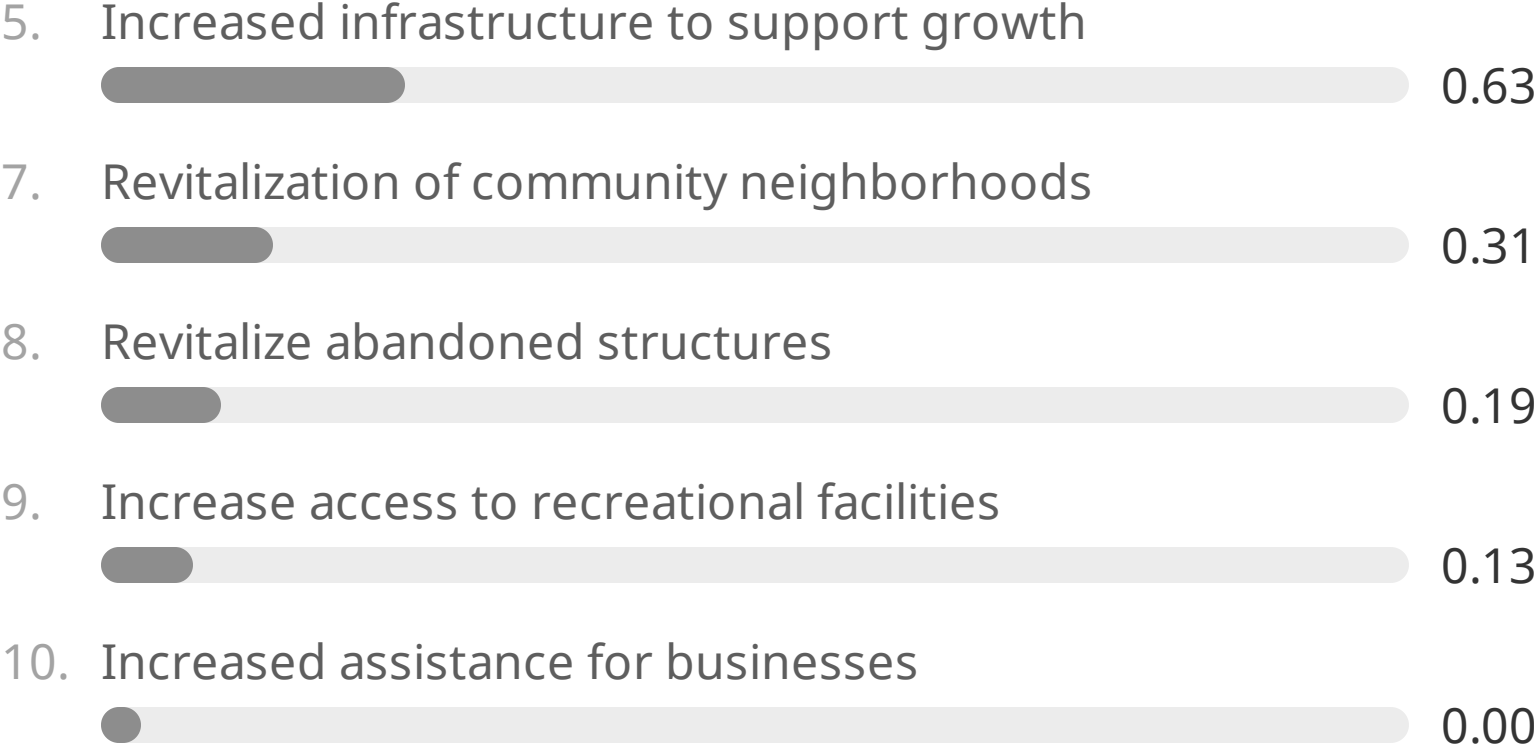 5. Increased infrastructure to support growth
0.63
7. Revitalization of community neighborhoods
0.31
8. Revitalize abandoned structures
0.19
9. Increase access to recreational facilities
0.13
10. Increased assistance for businesses
0.00